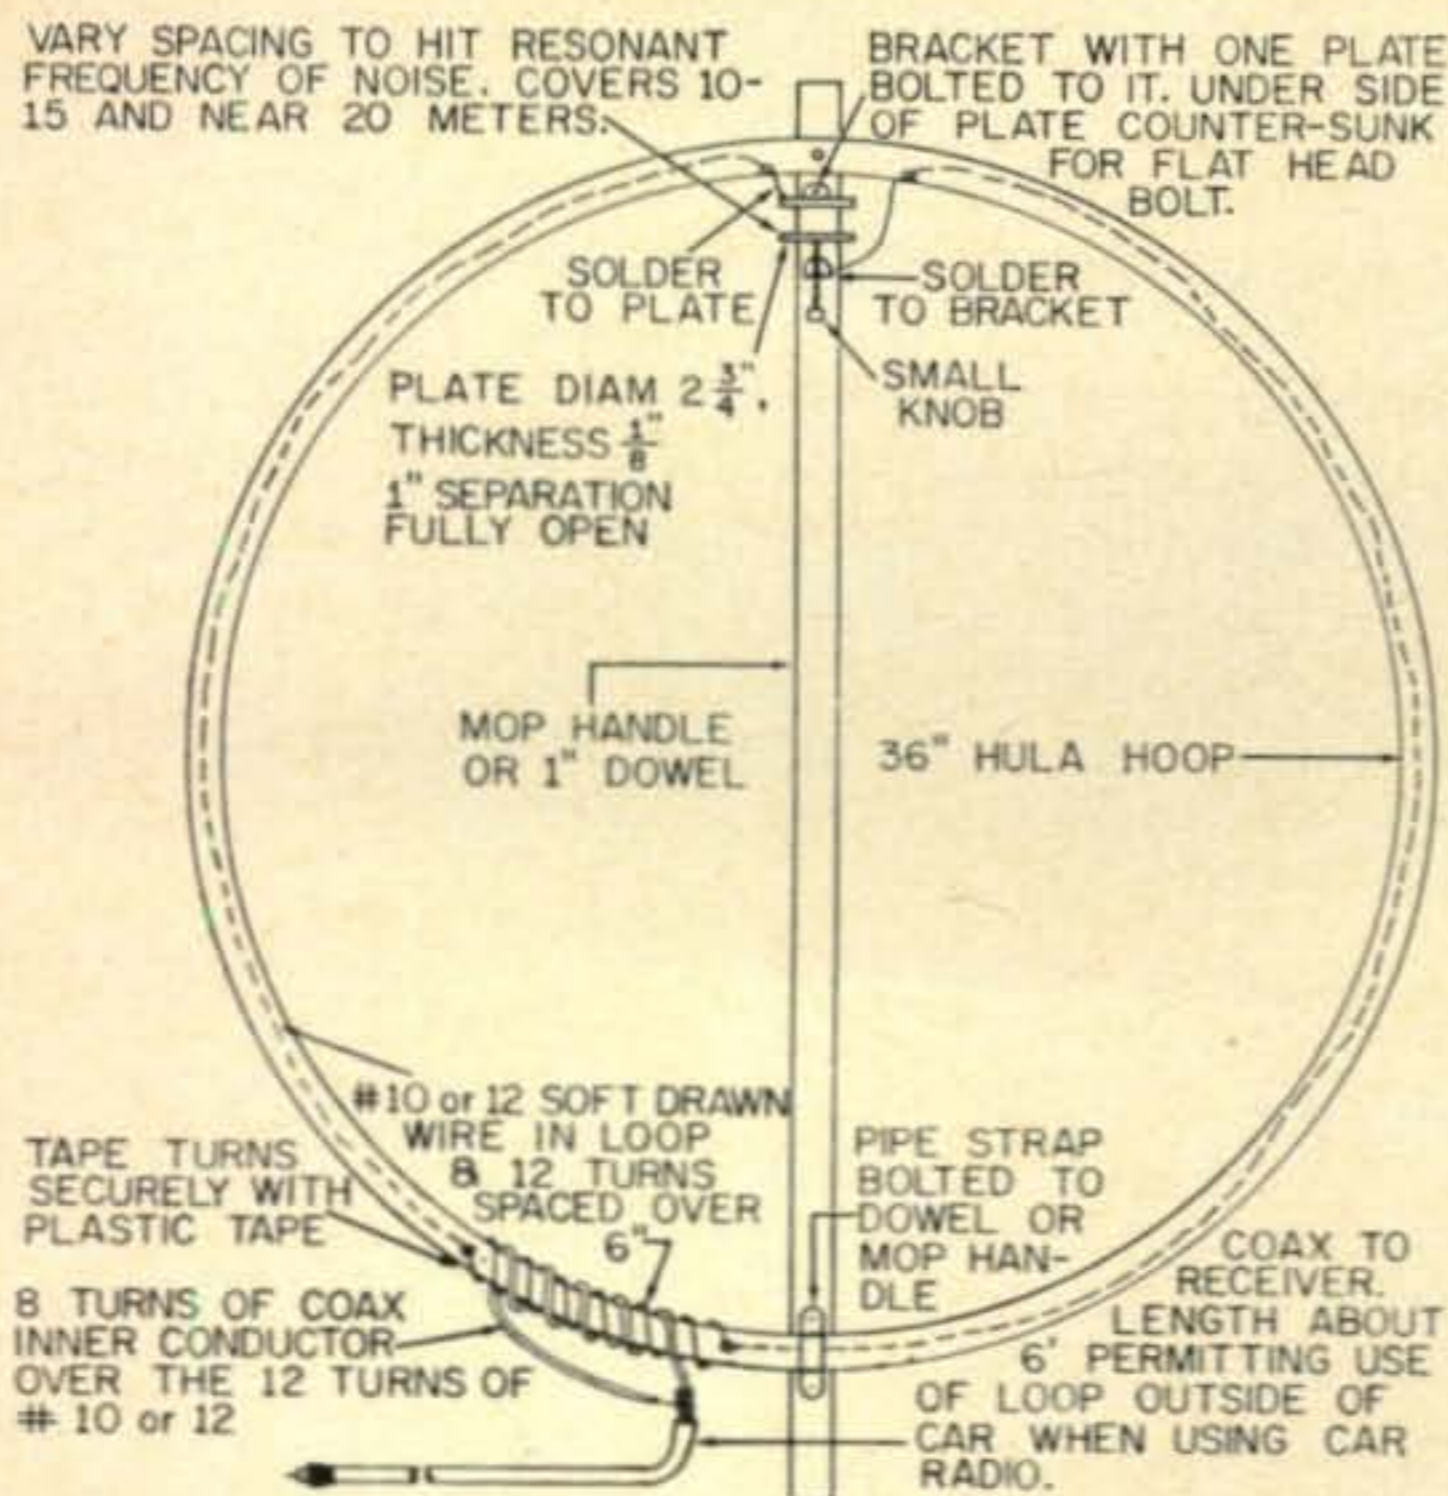 VARY SPACING TO HIT RESONANT
FREQUENCY OF NOISE. COVERS 10-
15 AND NEAR 20 METERS.
BRACKET WITH ONE PLATE
BOLTED TO IT. UNDER SIDE
OF PLATE COUNTER-SUNK
FOR FLAT HEAD
BOLT.
SOLDER
TO PLATE
SOLDER
TO BRACKET
SMALL
KNOB
PLATE DIAM 2 3/4",
THICKNESS 1/8"
1" SEPARATION
FULLY OPEN
MOP HANDLE
OR 1" DOWEL
36" HULA HOOP
#10 or 12 SOFT DRAWN
WIRE IN LOOP
& 12 TURNS
SPACED OVER
6"
TAPE TURNS
SECURELY WITH
PLASTIC TAPE
8 TURNS OF COAX
INNER CONDUCTOR
OVER THE 12 TURNS OF
# 10 or 12
PIPE STRAP
BOLTED TO
DOWEL OR
MOP HAN-
DLE
COAX TO
RECEIVER.
LENGTH ABOUT
6' PERMITTING USE
OF LOOP OUTSIDE OF
CAR WHEN USING CAR
RADIO.